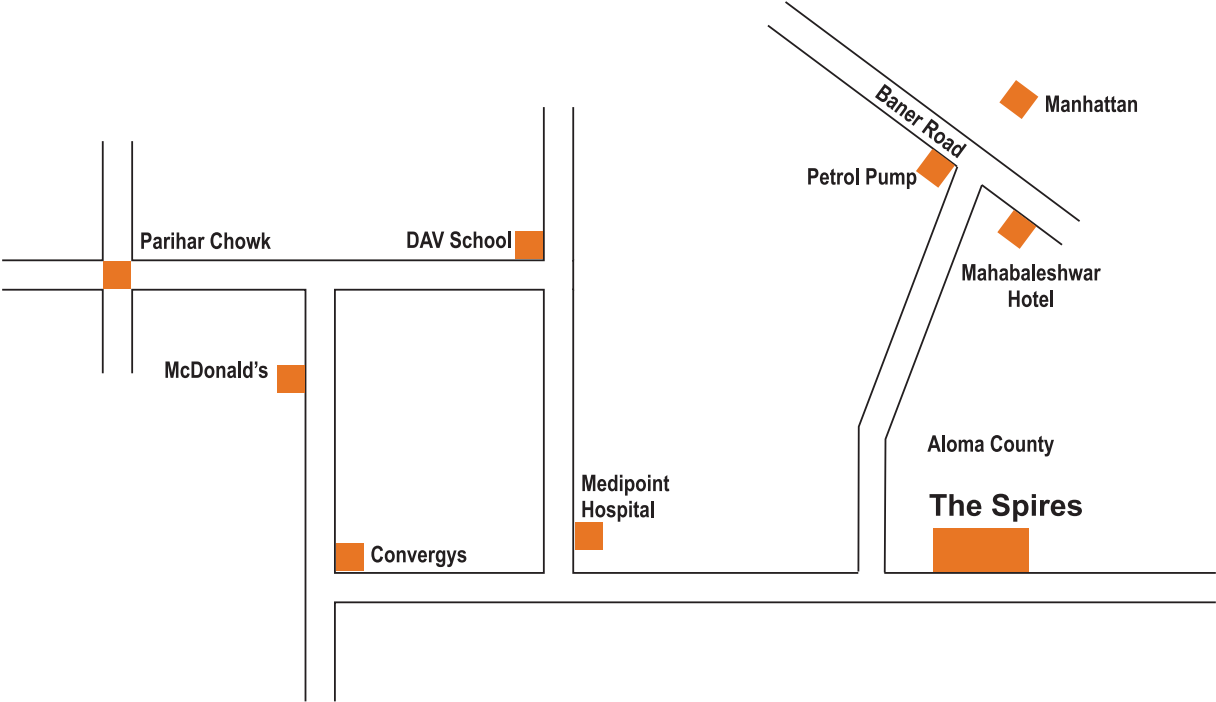 Baner Road
Manhattan
Petrol Pump
Parihar Chowk
DAV School
Mahabaleshwar
Hotel
McDonald’s
Aloma County
Medipoint
Hospital
The Spires
Convergys